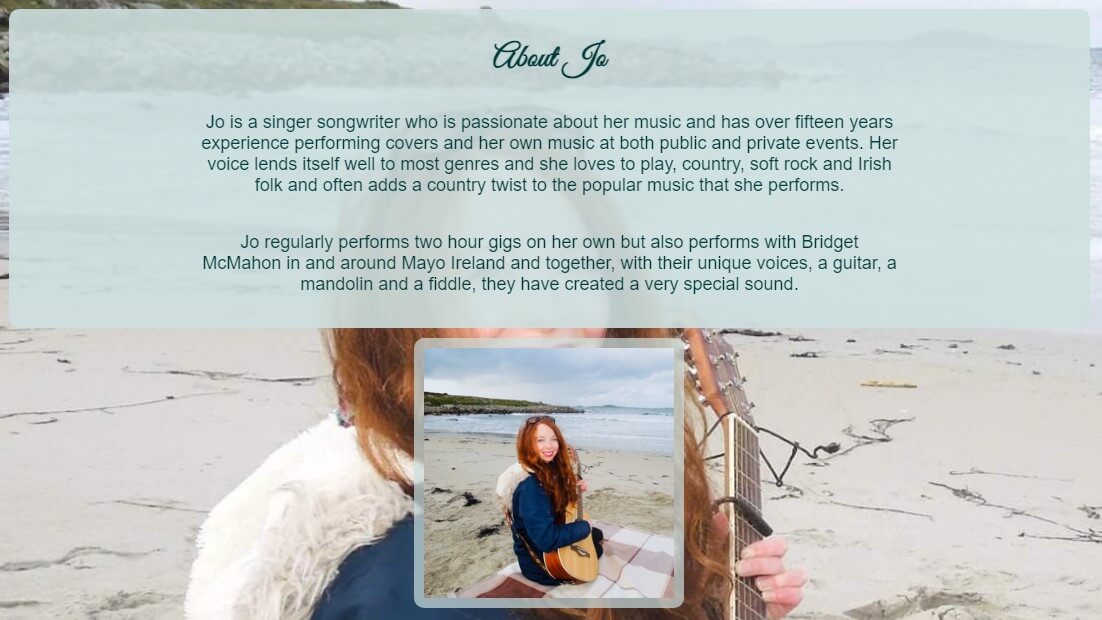 About Jo
Jo is a singer songwriter who is passionate about her music and has over fifteen years
experience performing covers and her own music at both public and private events. Her
voice lends itself well to most genres and she loves to play, country, soft rock and Irish
folk and often adds a country twist to the popular music that she performs.
Jo regularly performs two hour gigs on her own but also performs with Bridget
McMahon in and around Mayo Ireland and together, with their unique voices, a guitar, a
mandolin and a fiddle, they have created a very special sound.